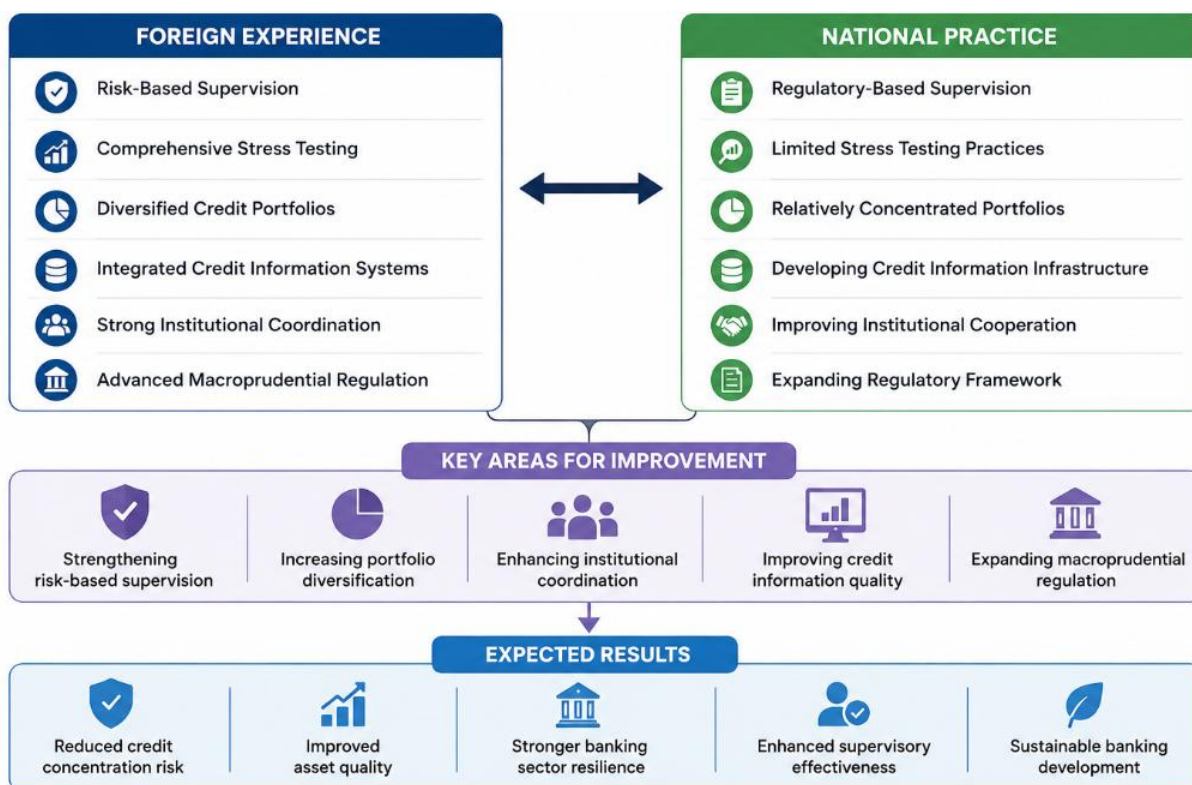 FOREIGN EXPERIENCE
Risk-Based Supervision
Comprehensive Stress Testing
Diversified Credit Portfolios
Integrated Credit Information Systems
Strong Institutional Coordination
Advanced Macroprudential Regulation
NATIONAL PRACTICE
Regulatory-Based Supervision
Limited Stress Testing Practices
Relatively Concentrated Portfolios
Developing Credit Information Infrastructure
Improving Institutional Cooperation
Expanding Regulatory Framework
KEY AREAS FOR IMPROVEMENT
Strengthening
risk-based supervision
Increasing portfolio
diversification
Enhancing institutional
coordination
Improving credit
information quality
Expanding macroprudential
regulation
EXPECTED RESULTS
Reduced credit
concentration risk
Improved
asset quality
Stronger banking
sector resilience
Enhanced supervisory
effectiveness
Sustainable banking
development